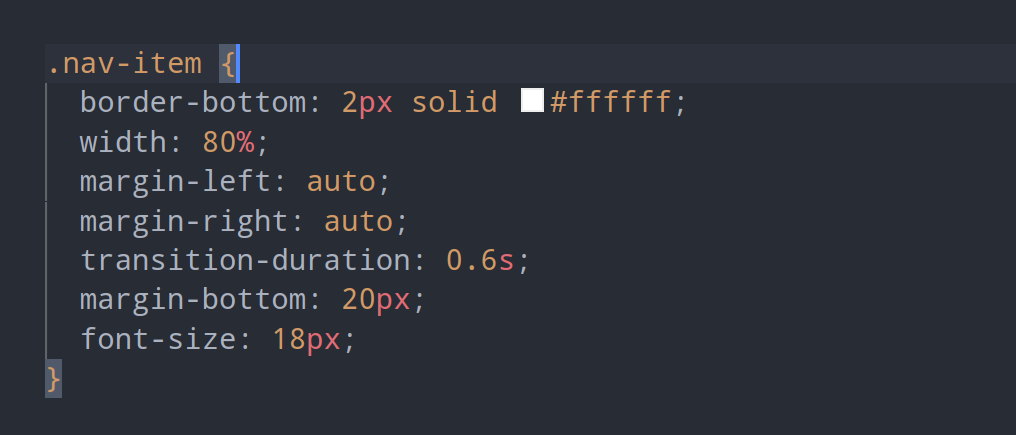 .nav-item {
  border-bottom: 2px solid #ffffff;
  width: 80%;
  margin-left: auto;
  margin-right: auto;
  transition-duration: 0.6s;
  margin-bottom: 20px;
  font-size: 18px;
}